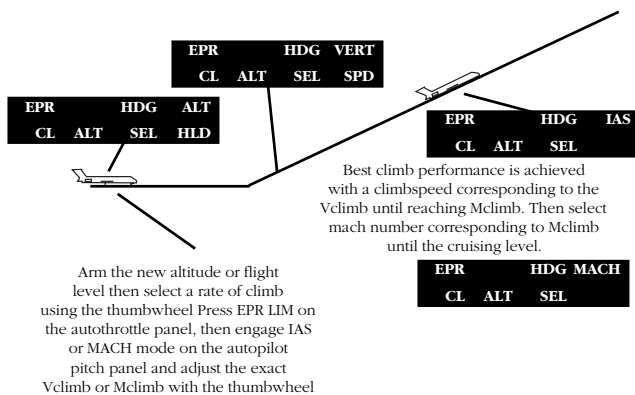 EPR HDG VERT
CL ALT SEL SPD
EPR HDG ALT
CL ALT SEL HLD
EPR HDG IAS
CL ALT SEL
Best climb performance is achieved
with a climbspeed corresponding to the
Vclimb until reaching Mclimb. Then select
mach number corresponding to Mclimb
until the cruising level.
EPR HDG MACH
CL ALT SEL
Arm the new altitude or flight
level then select a rate of climb
using the thumbwheel Press EPR LIM on
the autothrottle panel, then engage IAS
or MACH mode on the autopilot
pitch panel and adjust the exact
Vclimb or Mclimb with the thumbwheel